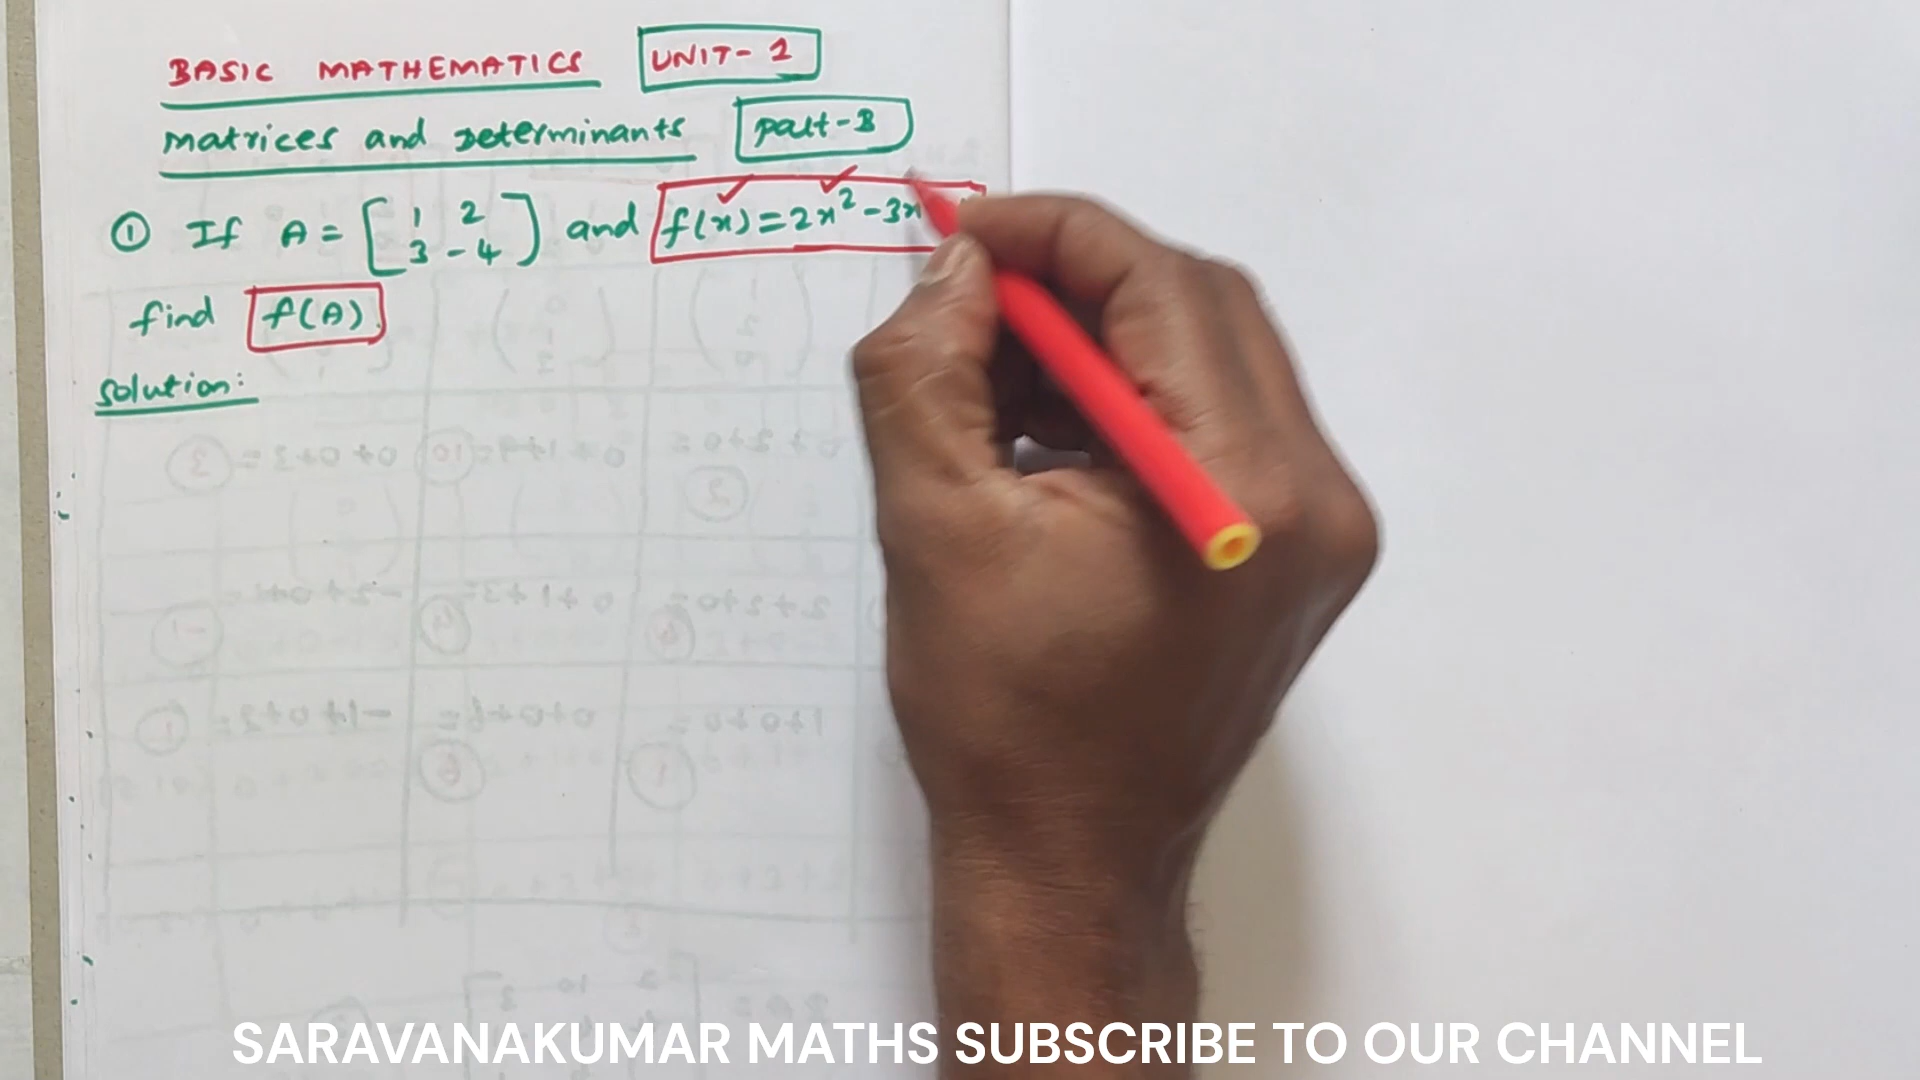 BASIC MATHEMATICS UNIT-1
matrices and Determinants part-B
① If A = [1 2 and f(x) = 2x² - 3x
3 -4]
find f(A).
Solution:
SARAVANAKUMAR MATHS SUBSCRIBE TO OUR CHANNEL